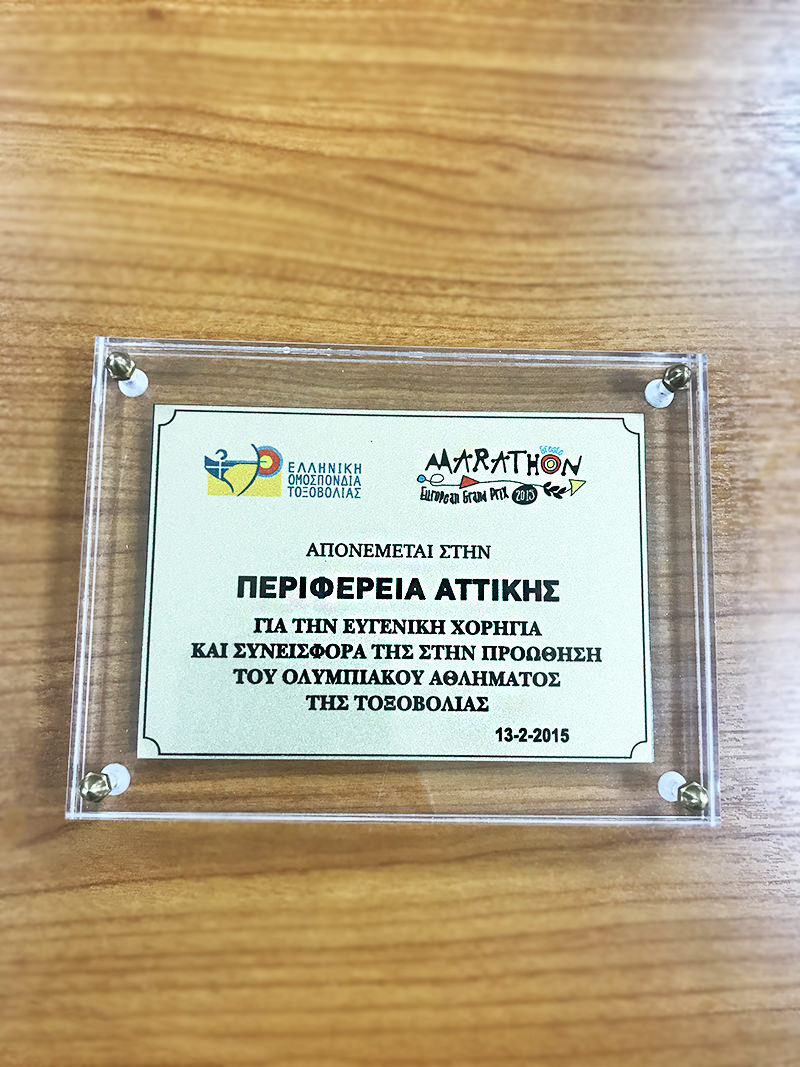 ΕΛΛΗΝΙΚΗ
ΟΜΟΣΠΟΝΔΙΑ
ΤΟΞΟΒΟΛΙΑΣ
Greece
MARATHON
European Grand Prix 2015
ΑΠΟΝΕΜΕΤΑΙ ΣΤΗΝ
ΠΕΡΙΦΕΡΕΙΑ ΑΤΤΙΚΗΣ
ΓΙΑ ΤΗΝ ΕΥΓΕΝΙΚΗ ΧΟΡΗΓΙΑ
ΚΑΙ ΣΥΝΕΙΣΦΟΡΑ ΤΗΣ ΣΤΗΝ ΠΡΟΩΘΗΣΗ
ΤΟΥ ΟΛΥΜΠΙΑΚΟΥ ΑΘΛΗΜΑΤΟΣ
ΤΗΣ ΤΟΞΟΒΟΛΙΑΣ
13-2-2015